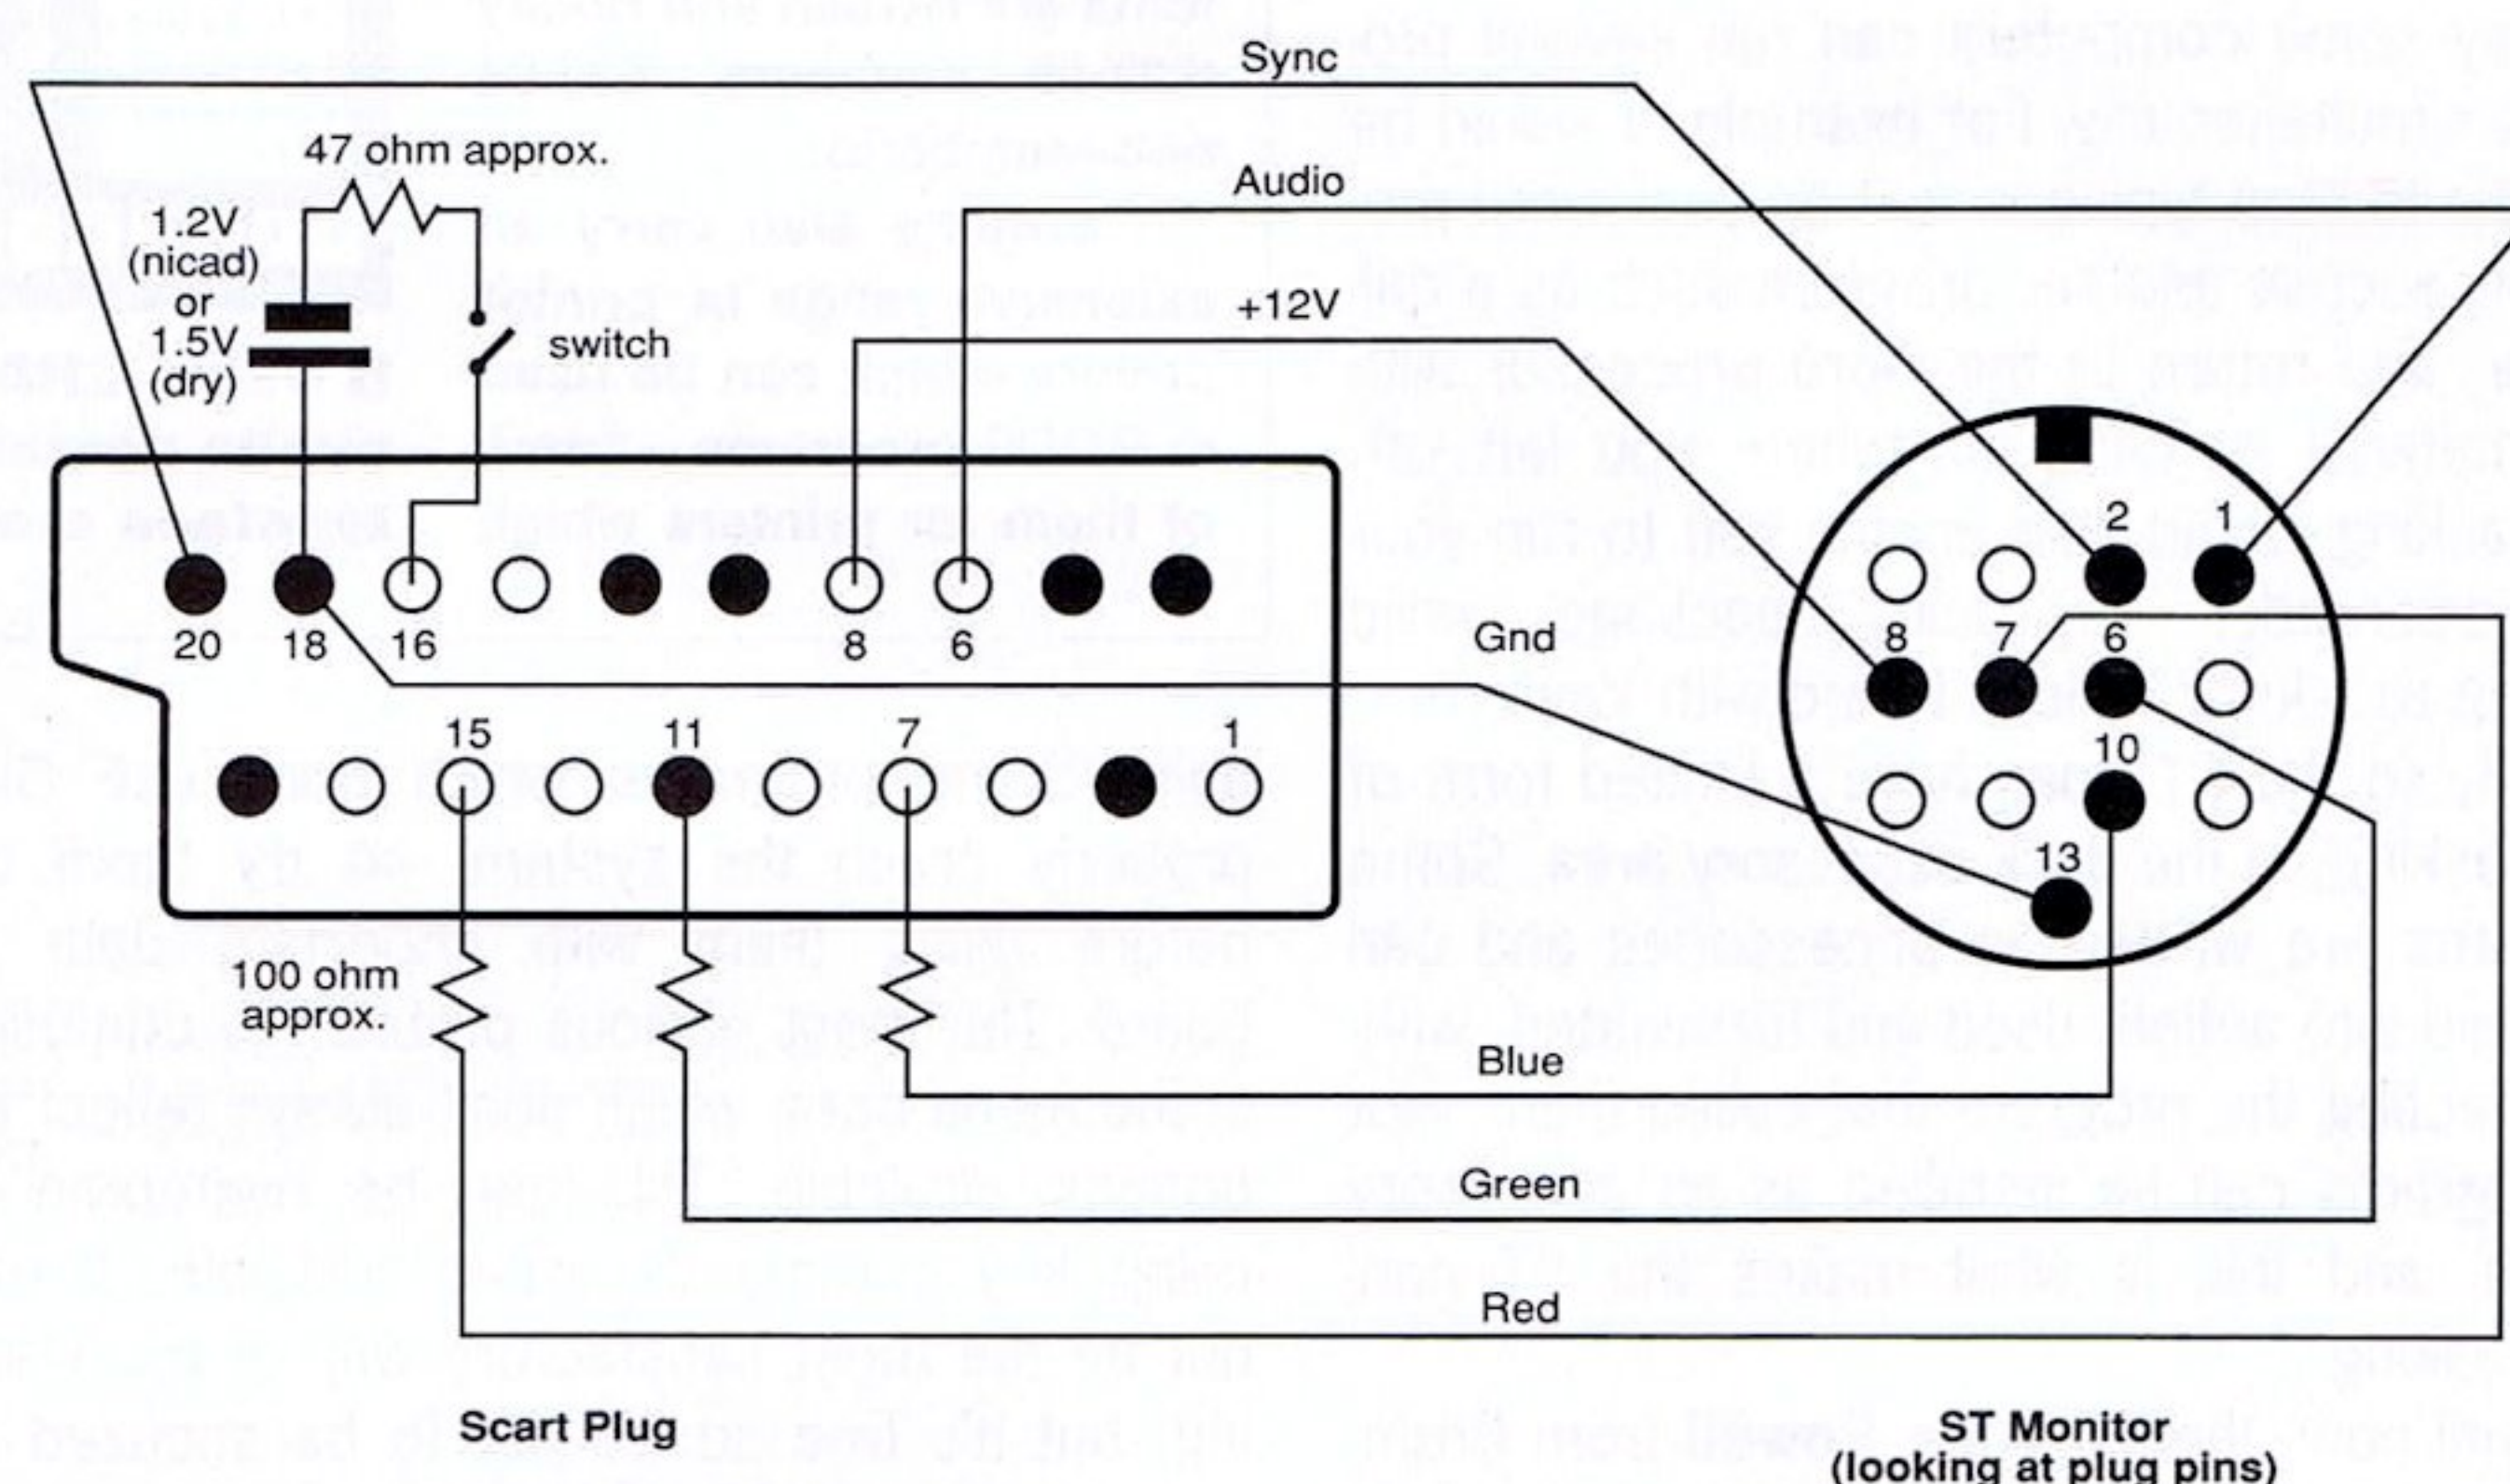 Sync
47 ohm approx.
Audio
1.2V
(nicad)
or
1.5V
(dry)
switch
+12V
20 18 16 8 6
Gnd
2 1
8 7 6
15 11 7 1
10
13
100 ohm
approx.
Blue
Green
Red
Scart Plug
ST Monitor
(looking at plug pins)